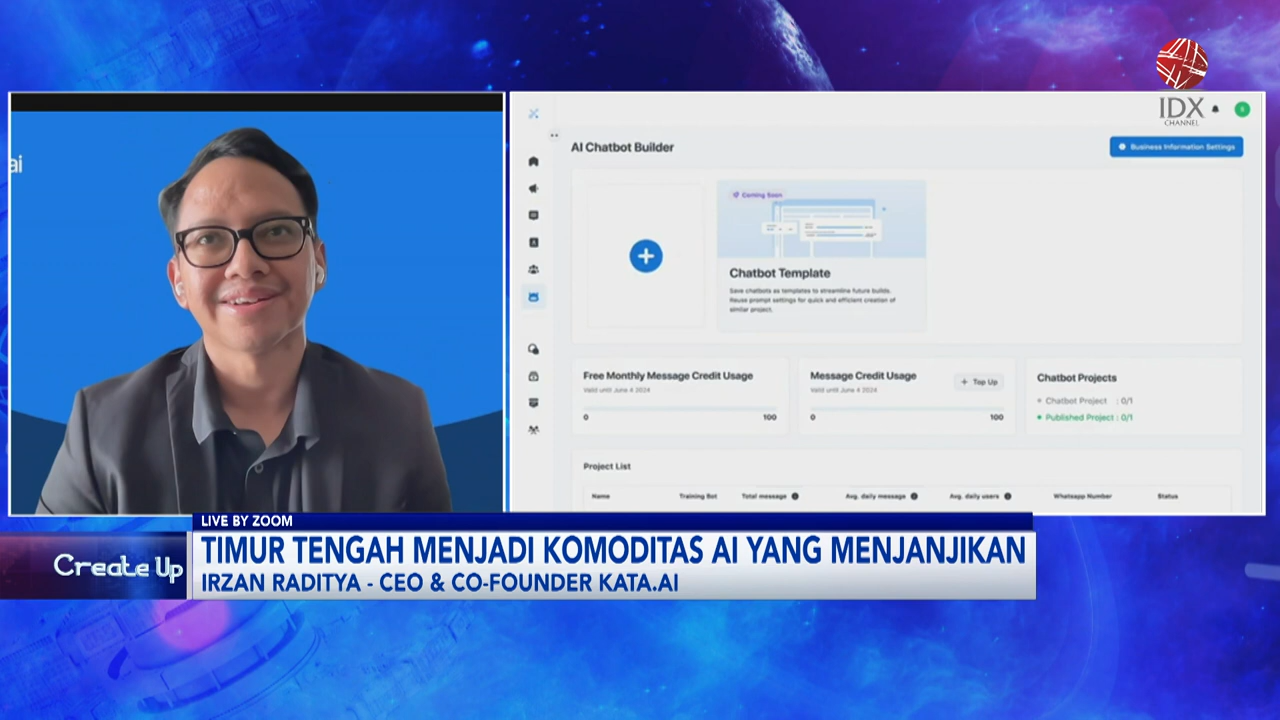 IDX
CHANNEL
ai
AI Chatbot Builder
Business Information Settings
Coming Soon
Chatbot Template
Save chatbots as templates to streamline future builds.
Reuse prompt settings for quick and efficient creation of
similar project.
Free Monthly Message Credit Usage
Valid until June 4 2024
0 100
Message Credit Usage
Valid until June 4 2024
+ Top Up
0 100
Chatbot Projects
Chatbot Project : 0/1
Published Project : 0/1
Project List
Name Training Bot Total message Avg. daily message Avg. daily users Whatsapp Number Status
LIVE BY ZOOM
Create Up
TIMUR TENGAH MENJADI KOMODITAS AI YANG MENJANJIKAN
IRZAN RADITYA - CEO & CO-FOUNDER KATA.AI